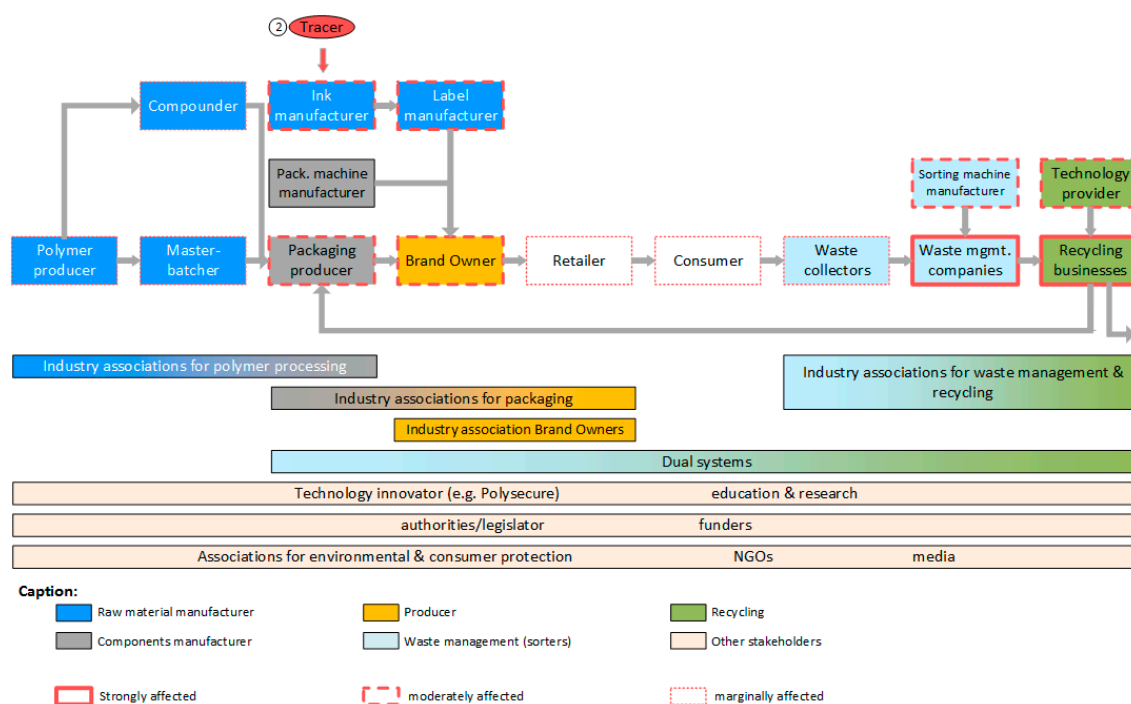 2
Tracer
Compounder
Ink
manufacturer
Label
manufacturer
Pack. machine
manufacturer
Sorting machine
manufacturer
Technology
provider
Polymer
producer
Master-
batcher
Packaging
producer
Brand Owner
Retailer
Consumer
Waste
collectors
Waste mgmt.
companies
Recycling
businesses
Industry associations for polymer processing
Industry associations for waste management &
recycling
Industry associations for packaging
Industry association Brand Owners
Dual systems
Technology innovator (e.g. Polysecure) education & research
authorities/legislator funders
Associations for environmental & consumer protection NGOs media
Caption:
Raw material manufacturer
Producer
Recycling
Components manufacturer
Waste management (sorters)
Other stakeholders
Strongly affected
moderately affected
marginally affected